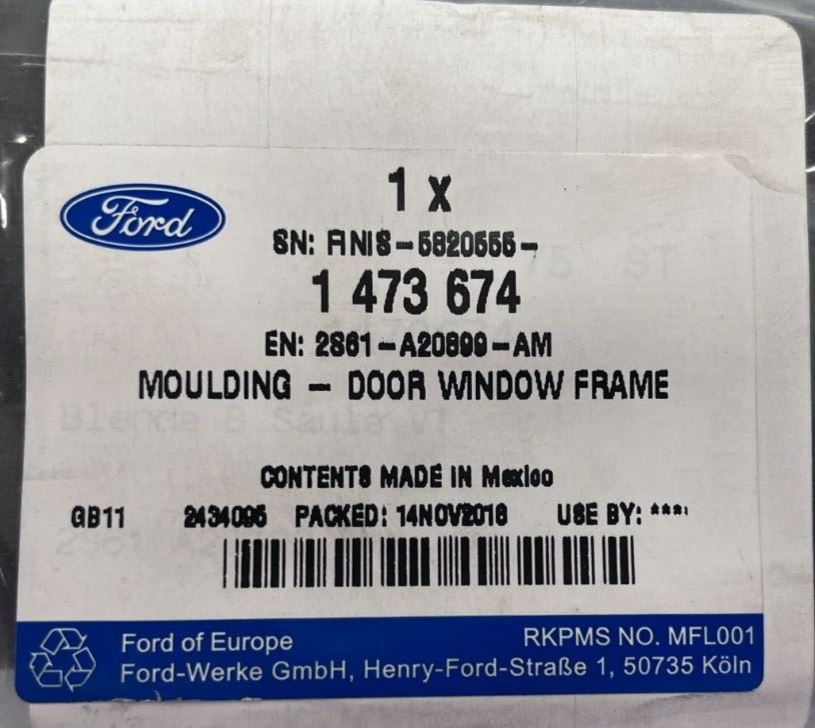 Ford
1 x
SN: FINIS-5820555-
1 473 674
EN: 2S61-A20899-AM
MOULDING - DOOR WINDOW FRAME
Blende B Säule
CONTENTS MADE IN Mexico
GB11 2434095 PACKED: 14NOV2016 USE BY: ***
Ford of Europe RKPMS NO. MFL001
Ford-Werke GmbH, Henry-Ford-Straße 1, 50735 Köln